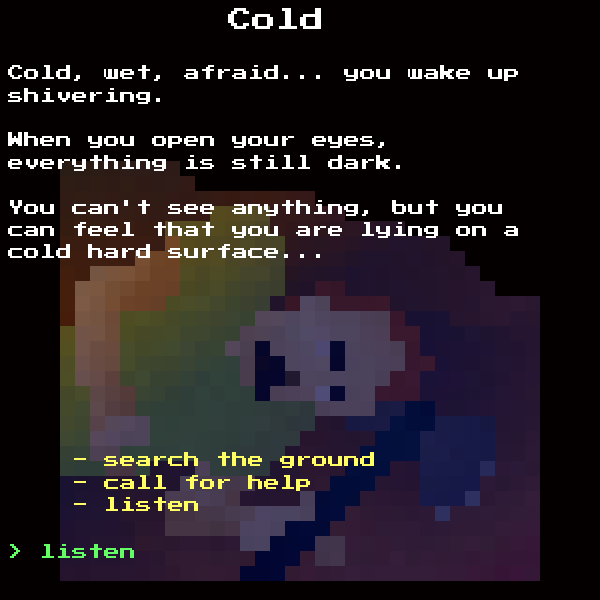 Cold
Cold, wet, afraid... you wake up
shivering.
When you open your eyes,
everything is still dark.
You can't see anything, but you
can feel that you are lying on a
cold hard surface...
- search the ground
- call for help
- listen
> listen